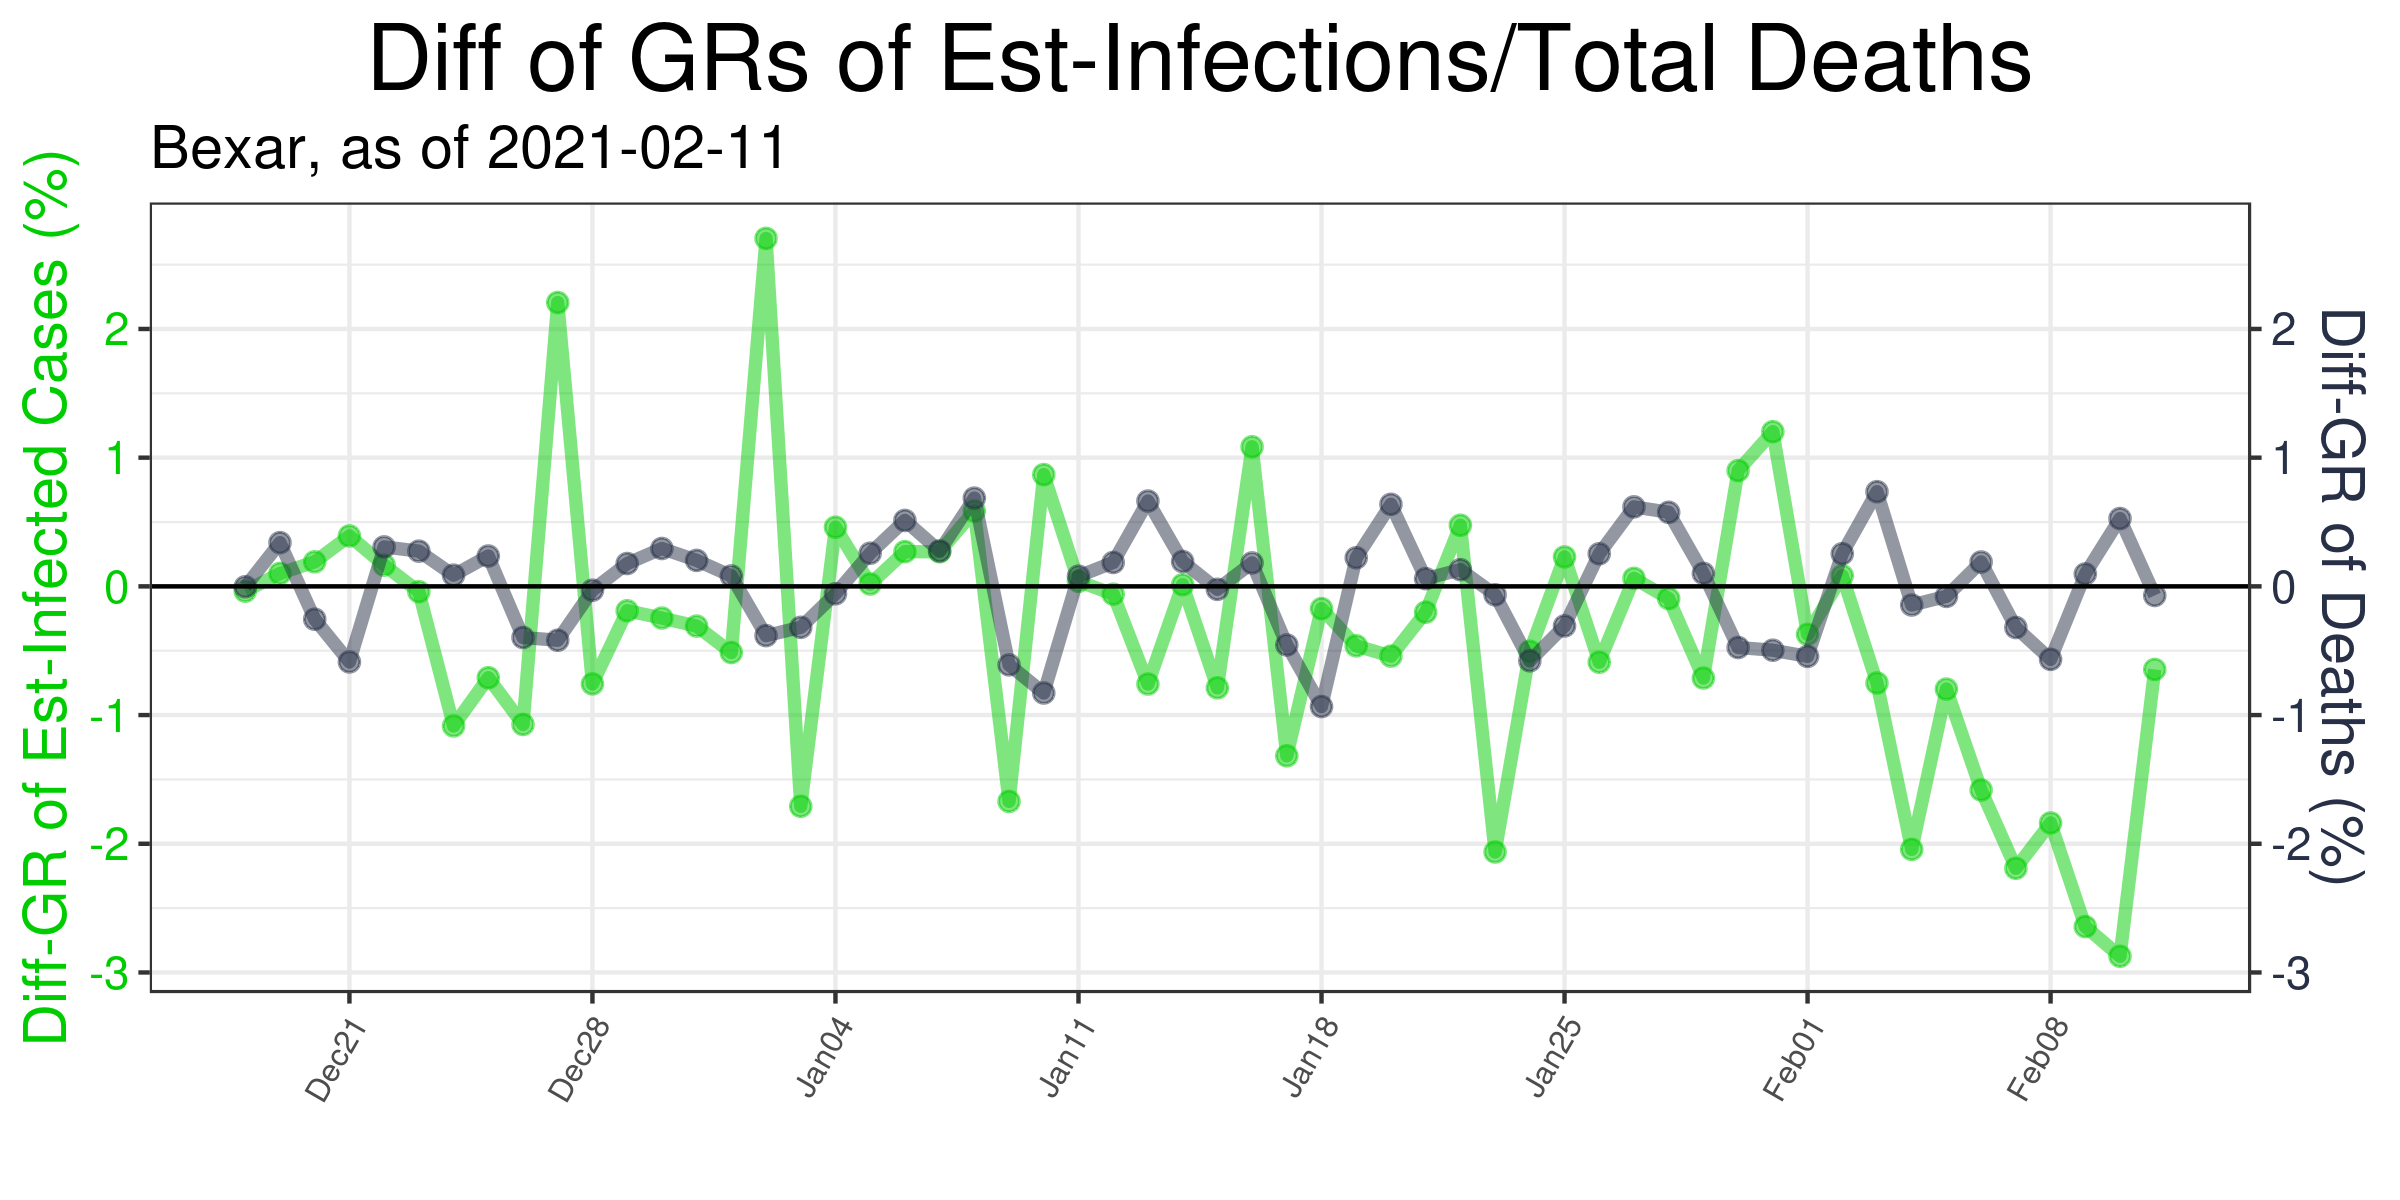 Diff of GRs of Est-Infections/Total Deaths
Bexar, as of 2021-02-11
Diff-GR of Est-Infected Cases (%)
2
1
0
-1
-2
-3
2
1
0
-1
-2
-3
Diff-GR of Deaths (%)
Dec21
Dec28
Jan04
Jan11
Jan18
Jan25
Feb01
Feb08